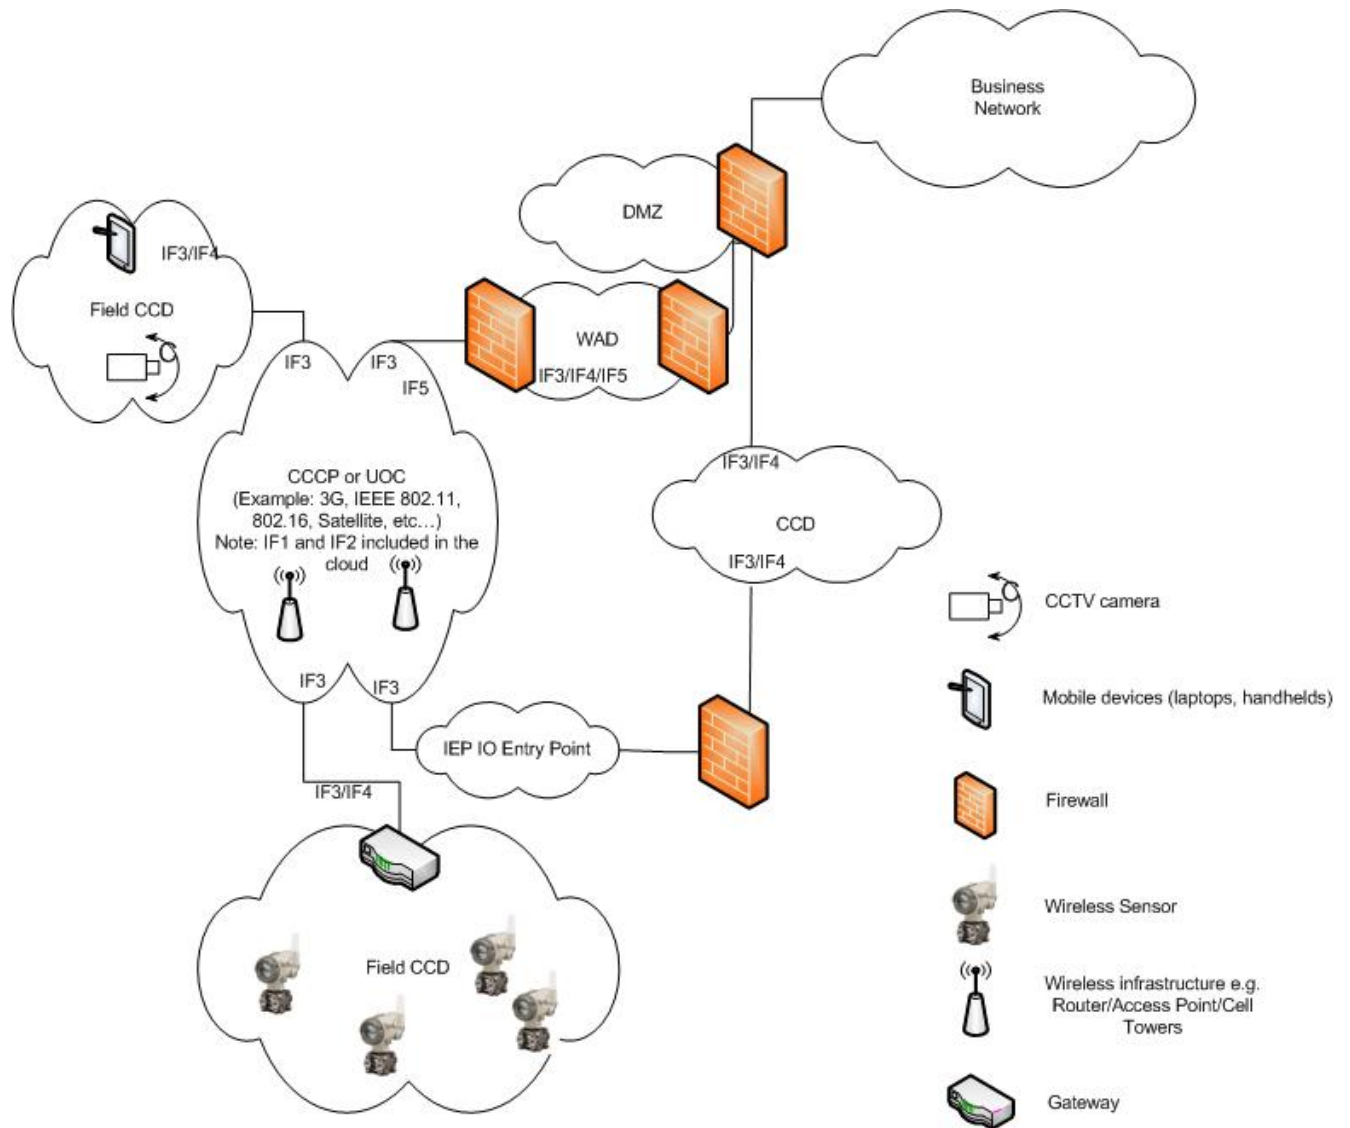 Business
Network
DMZ
IF3/IF4
Field CCD
WAD
IF3
IF3
IF3/IF4/IF5
IF5
IF3/IF4
CCCP or UOC
(Example: 3G, IEEE 802.11,
802.16, Satellite, etc...)
Note: IF1 and IF2 included in the
cloud
CCD
IF3/IF4
CCTV camera
IF3
IF3
Mobile devices (laptops, handhelds)
IEP IO Entry Point
IF3/IF4
Firewall
Wireless Sensor
Field CCD
Wireless infrastructure e.g.
Router/Access Point/Cell
Towers
Gateway